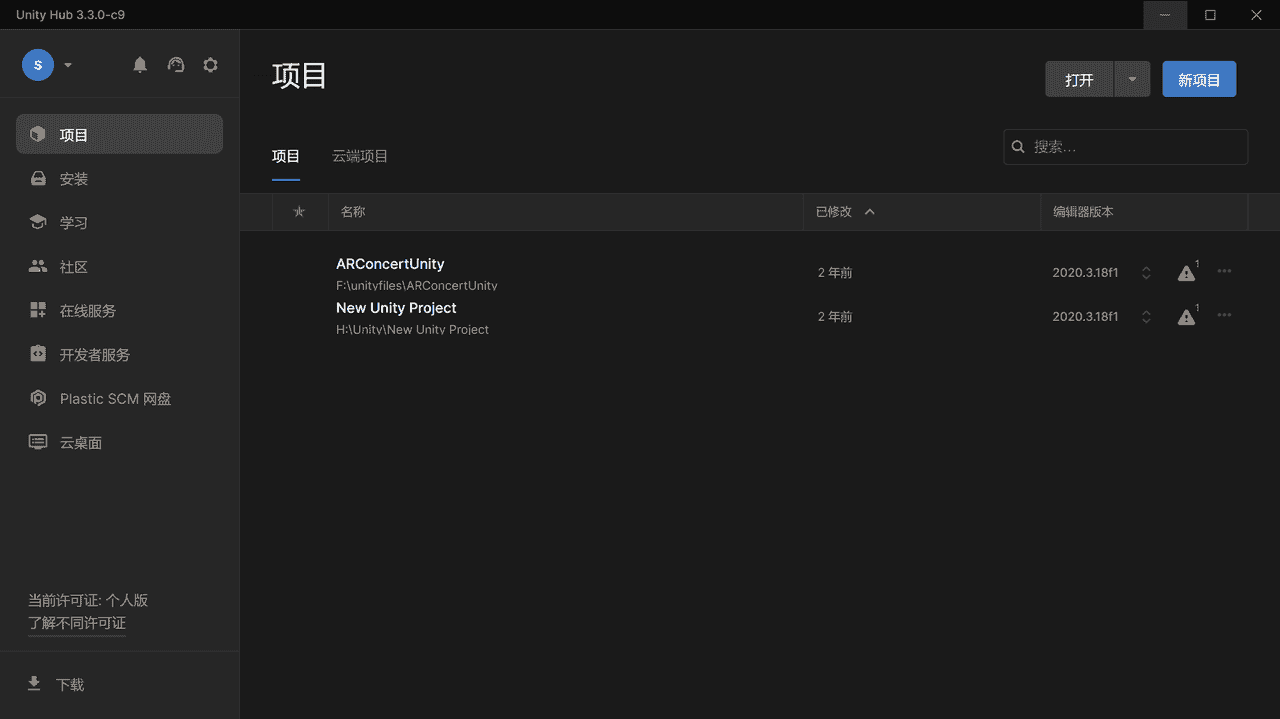 Unity Hub 3.3.0-c9
S
项目
安装
学习
社区
在线服务
开发者服务
Plastic SCM 网盘
云桌面
当前许可证: 个人版
了解不同许可证
下载
项目
打开
新项目
项目 云端项目
搜索...
名称 已修改 编辑器版本
ARConcertUnity
F:\unityfiles\ARConcertUnity
2 年前 2020.3.18f1 1
New Unity Project
H:\Unity\New Unity Project
2 年前 2020.3.18f1 1